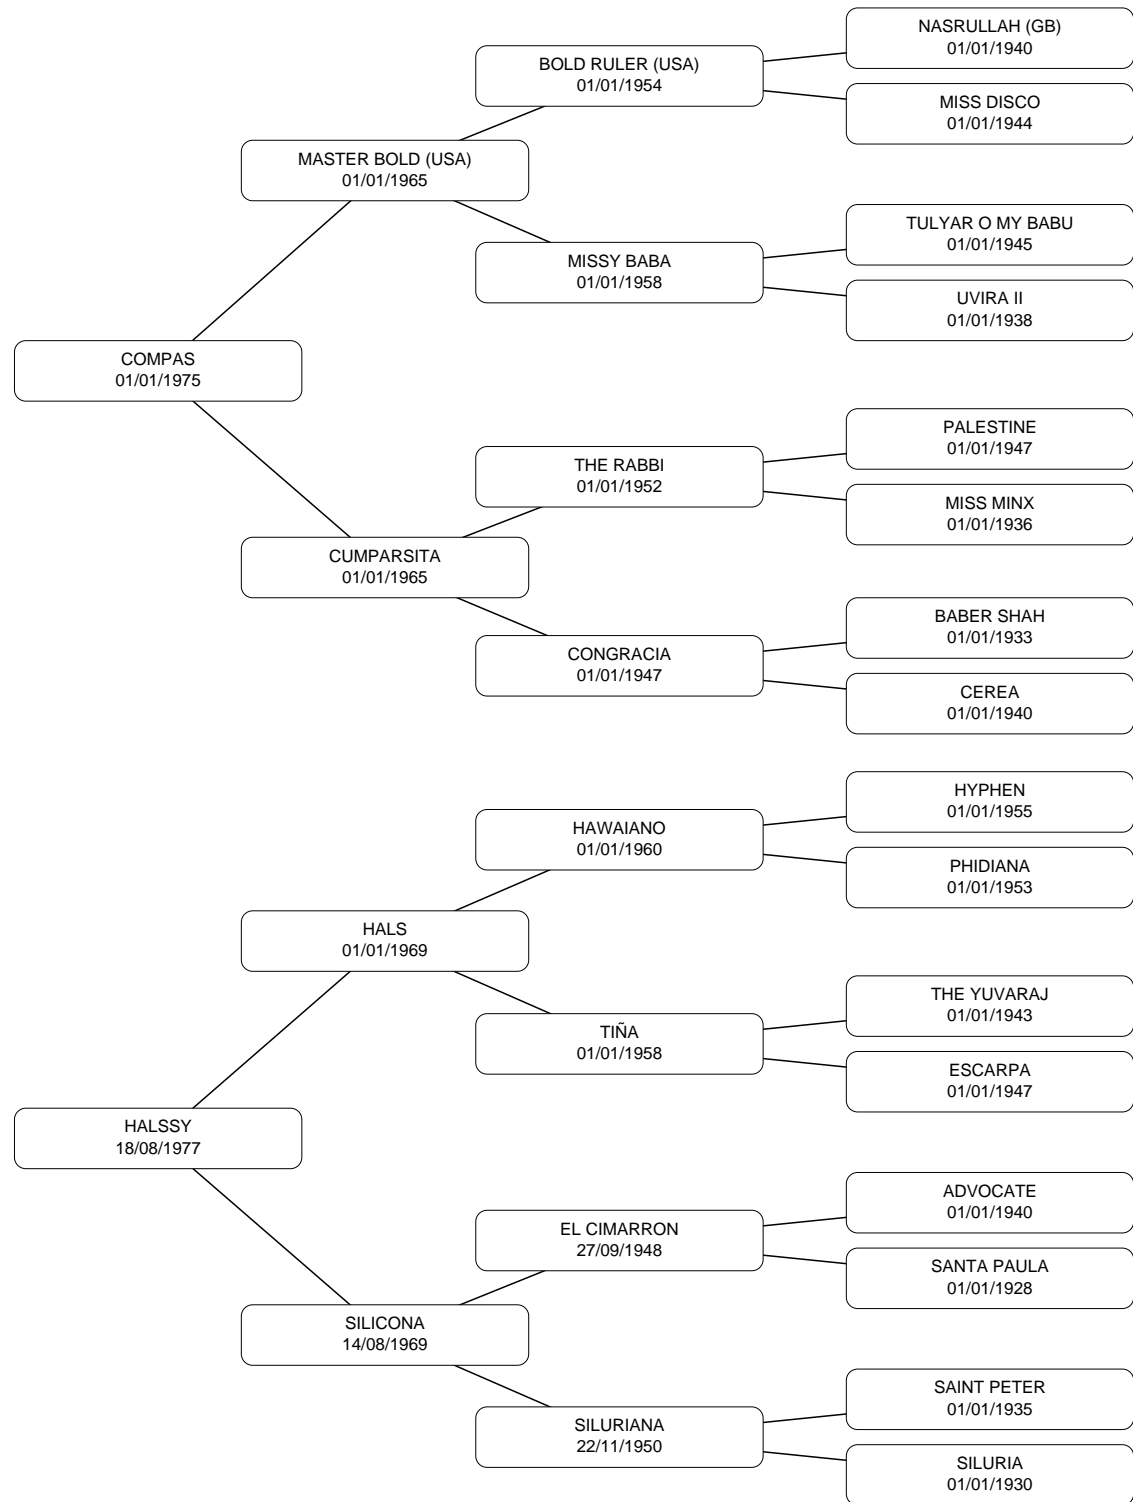 NASRULLAH (GB)
01/01/1940
BOLD RULER (USA)
01/01/1954
MISS DISCO
01/01/1944
MASTER BOLD (USA)
01/01/1965
TULYAR O MY BABU
01/01/1945
MISSY BABA
01/01/1958
UVIRA II
01/01/1938
COMPAS
01/01/1975
PALESTINE
01/01/1947
THE RABBI
01/01/1952
MISS MINX
01/01/1936
CUMPARSITA
01/01/1965
BABER SHAH
01/01/1933
CONGRACIA
01/01/1947
CEREA
01/01/1940
HYPHEN
01/01/1955
HAWAIANO
01/01/1960
PHIDIANA
01/01/1953
HALS
01/01/1969
THE YUVARAJ
01/01/1943
TIÑA
01/01/1958
ESCARPA
01/01/1947
HALSSY
18/08/1977
ADVOCATE
01/01/1940
EL CIMARRON
27/09/1948
SANTA PAULA
01/01/1928
SILICONA
14/08/1969
SAINT PETER
01/01/1935
SILURIANA
22/11/1950
SILURIA
01/01/1930